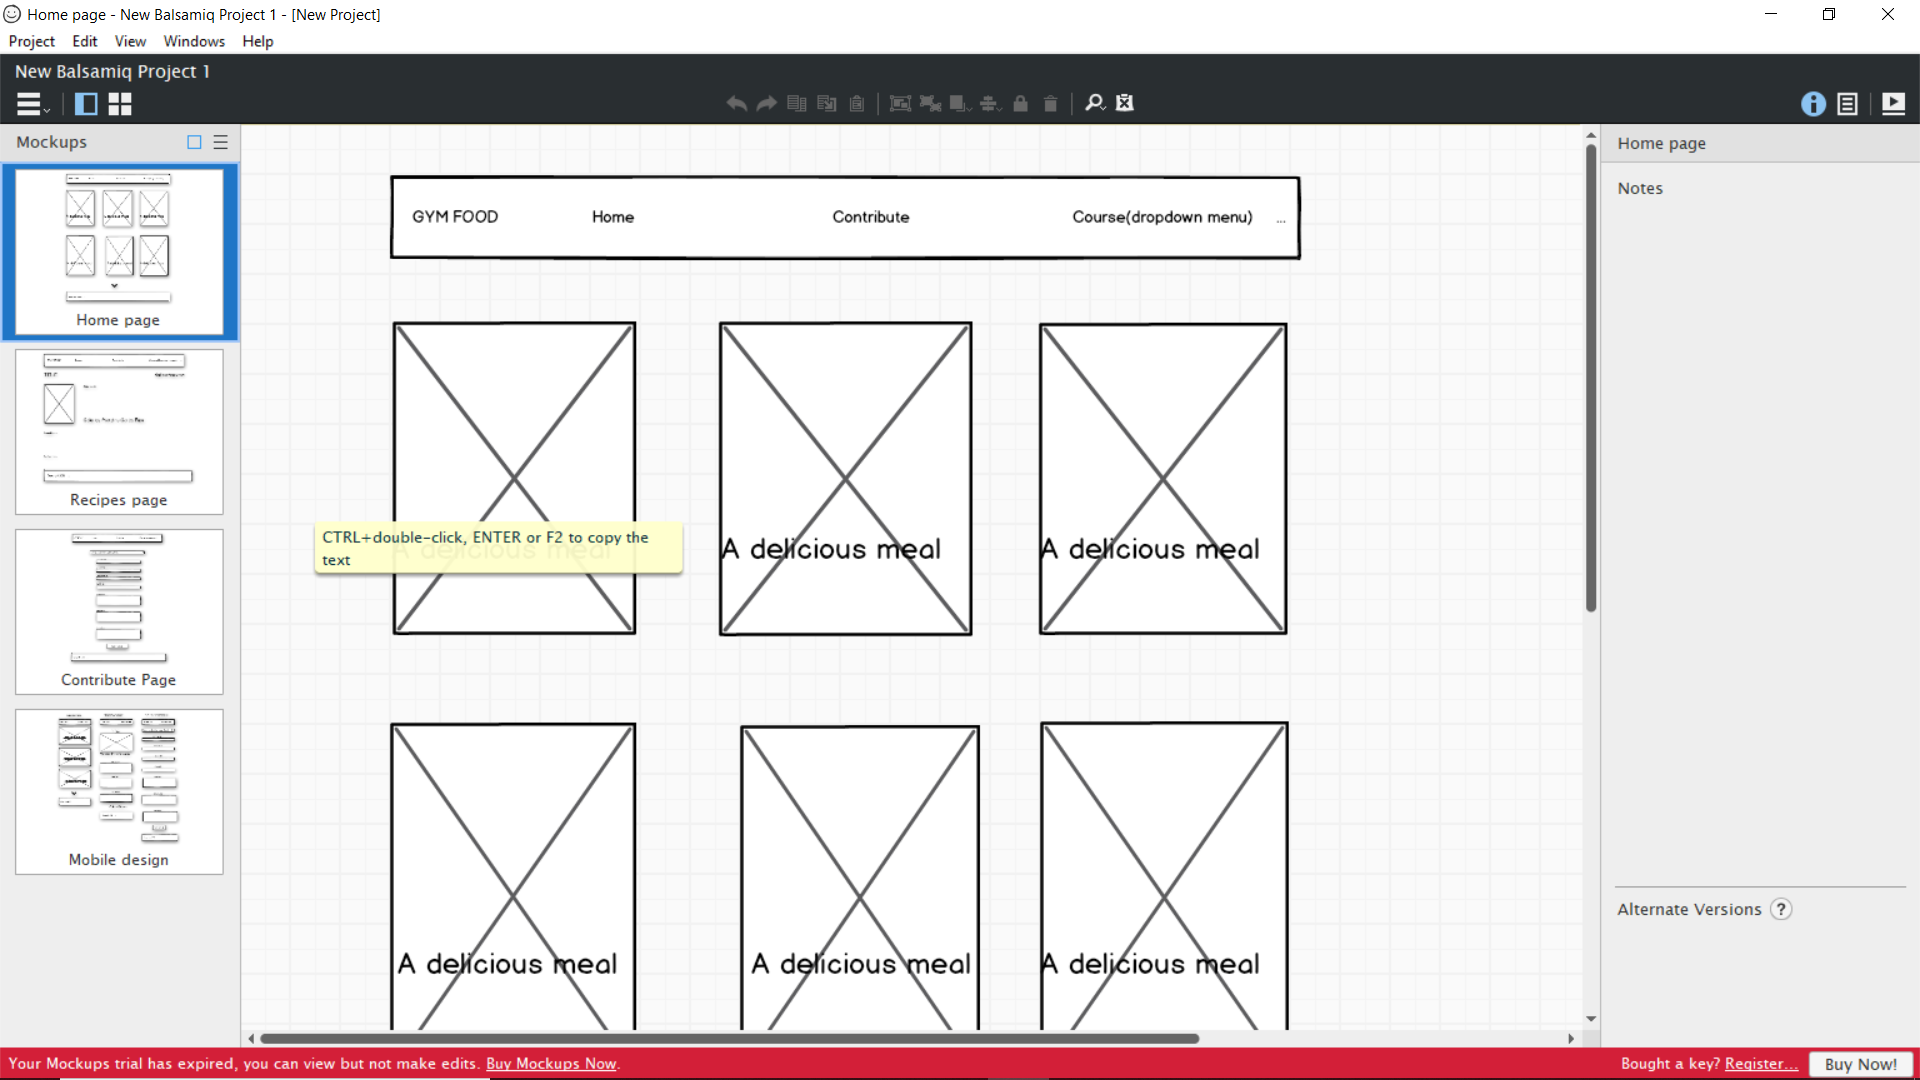 Home page - New Balsamiq Project 1 - [New Project]
Project Edit View Windows Help
New Balsamiq Project 1
Mockups
Home page
Recipes page
Contribute Page
Mobile design
GYM FOOD Home Contribute Course(dropdown menu) ...
CTRL+double-click, ENTER or F2 to copy the
text
A delicious meal
A delicious meal
A delicious meal
A delicious meal
A delicious meal
A delicious meal
Home page
Notes
Alternate Versions ?
Your Mockups trial has expired, you can view but not make edits. Buy Mockups Now.
Bought a key? Register... Buy Now!